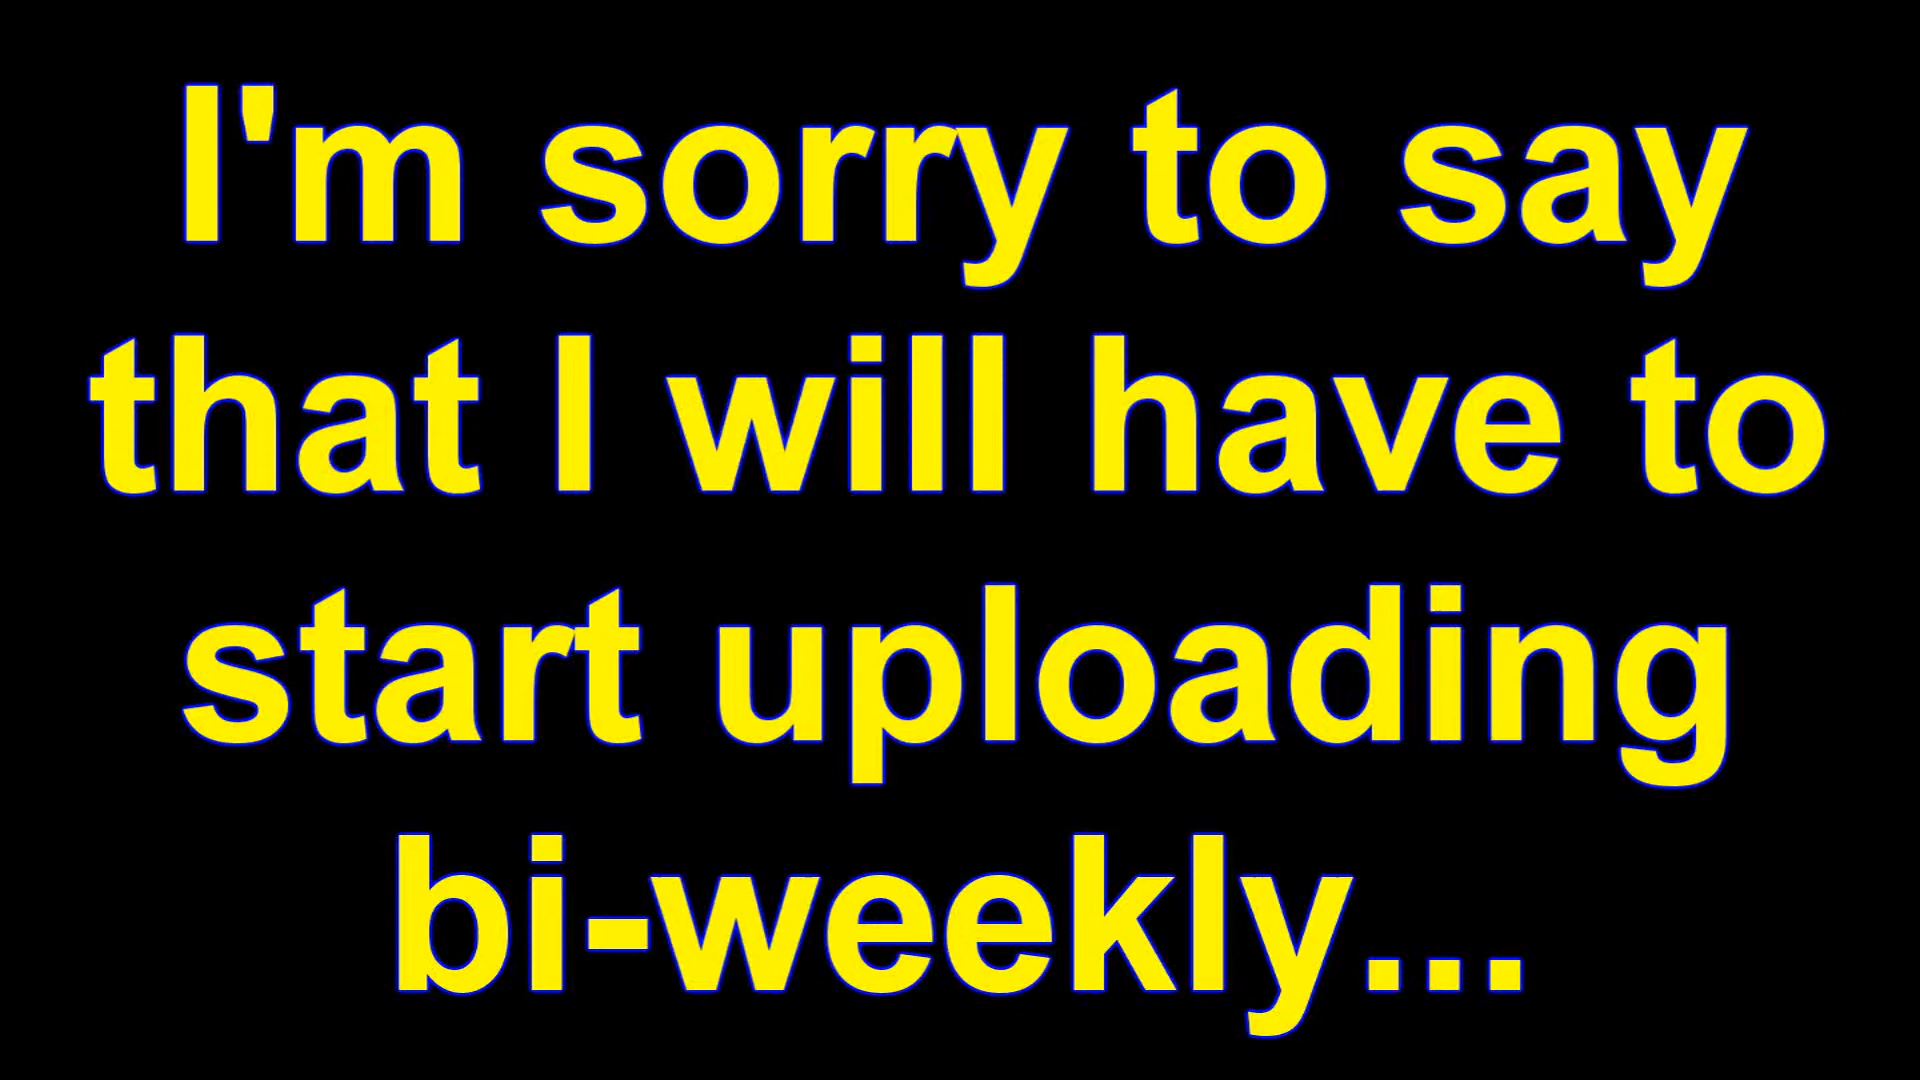 I'm sorry to say
that I will have to
start uploading
bi-weekly...